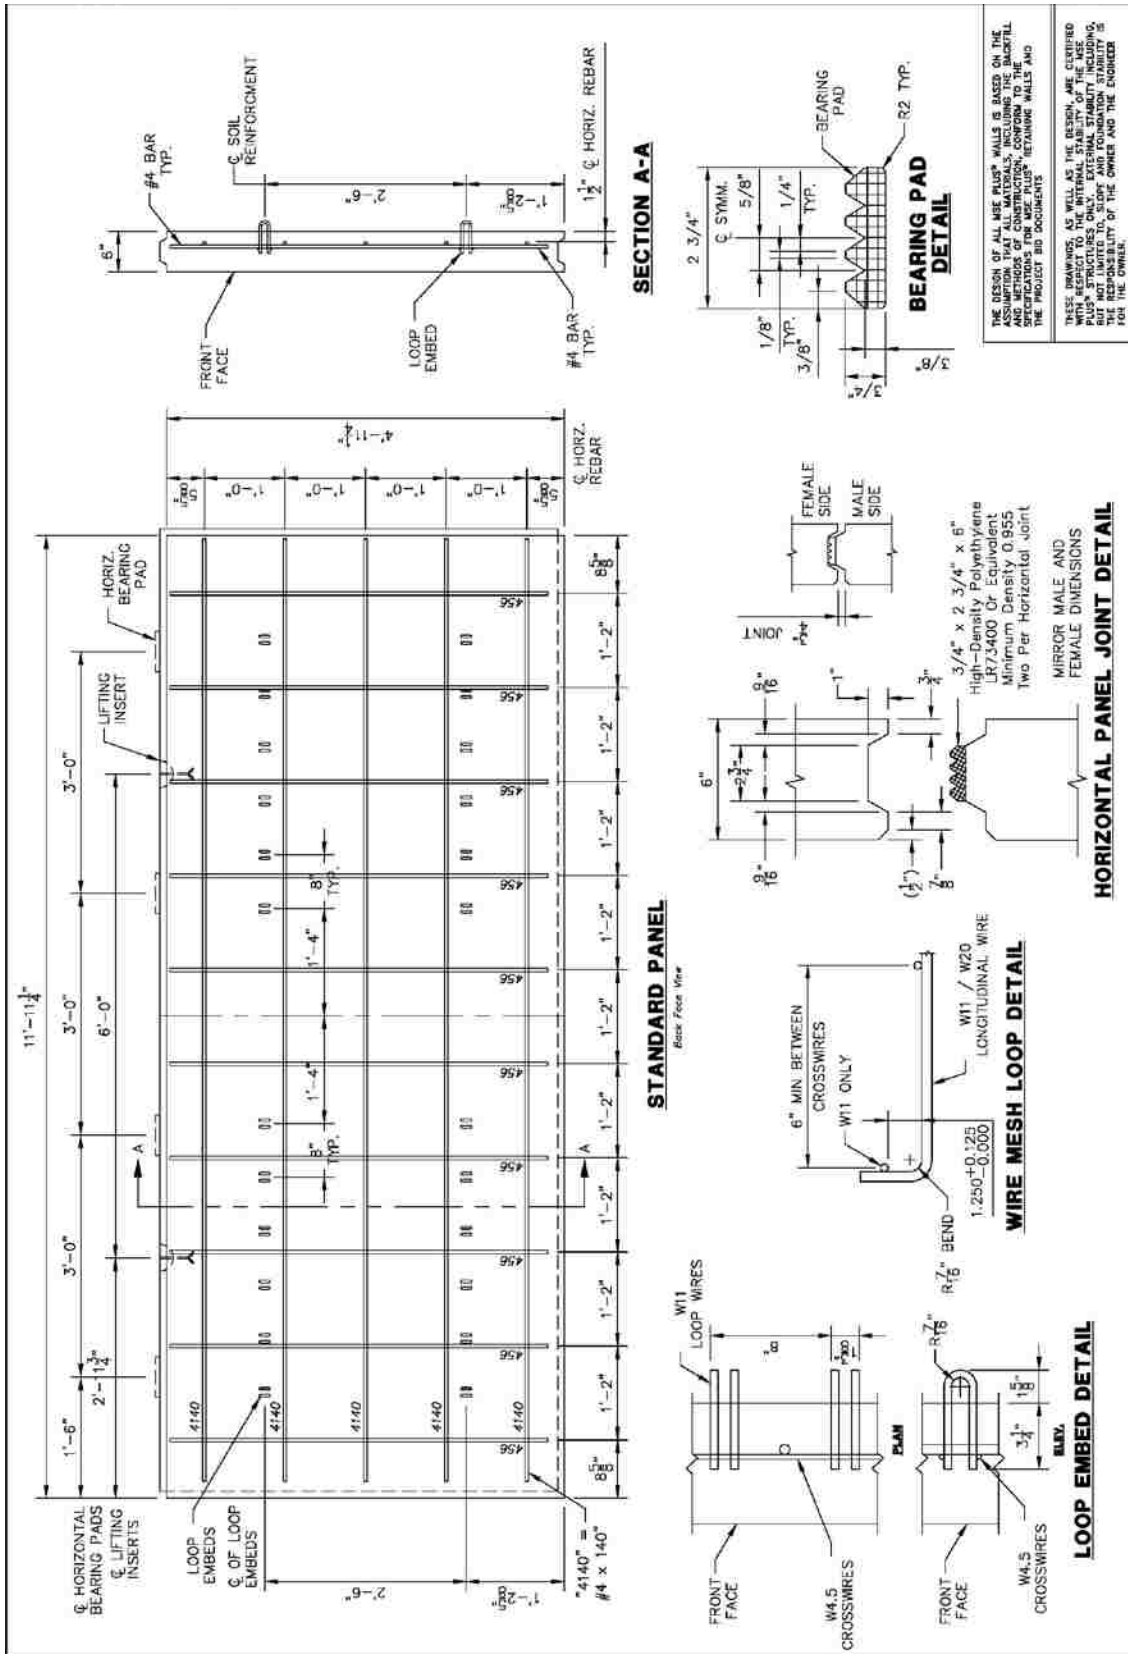 11'-11 1/4"
3'-0"
3'-0"
3'-0"
1'-6"
6'-0"
2'-11 3/4"
℄ HORIZONTAL
BEARING PADS
℄ LIFTING
INSERTS
LIFTING
INSERT
HORIZ.
BEARING
PAD
LOOP
EMBEDS
℄ OF LOOP
EMBEDS
2'-6"
"4140" =
#4 x 140"
4140
4140
4140
4140
4140
456
456
456
456
456
456
456
456
456
456
A
A
8"
TYP.
1'-4"
1'-4"
8"
TYP.
8 5/8
1'-2"
1'-2"
1'-2"
1'-2"
1'-2"
1'-2"
1'-2"
1'-2"
1'-2"
8 5/8
1'-0"
1'-0"
1'-0"
1'-0"
4'-11 1/4"
℄ HORZ.
REBAR
STANDARD PANEL
Back Face View
6"
#4 BAR
TYP.
℄ SOIL
REINFORCMENT
2'-6"
1 1/2" ℄ HORIZ. REBAR
FRONT
FACE
LOOP
EMBED
#4 BAR
TYP.
SECTION A-A
W11
LOOP WIRES
8"
FRONT
FACE
W4.5
CROSSWIRES
PLAN
R 7/16"
3 1/4"
1 5/8"
FRONT
FACE
W4.5
CROSSWIRES
ELEV.
LOOP EMBED DETAIL
6" MIN BETWEEN
CROSSWIRES
W11 ONLY
R 7/16" BEND
1.250 +0.125
-0.000
W11 / W20
LONGITUDINAL WIRE
WIRE MESH LOOP DETAIL
6"
9/16
2 3/4"
9/16
1"
(1/2")
7/8
3/4
JOINT
FEMALE
SIDE
MALE
SIDE
3/4" x 2 3/4" x 6"
High-Density Polyethylene
LR73400 Or Equivalent
Minimum Density 0.955
Two Per Horizontal Joint
MIRROR MALE AND
FEMALE DIMENSIONS
HORIZONTAL PANEL JOINT DETAIL
2 3/4"
℄ SYMM.
5/8"
1/4"
TYP.
1/8"
TYP.
3/8"
3/4"
3/8"
BEARING
PAD
R2 TYP.
BEARING PAD
DETAIL
THE DESIGN OF ALL MSE PLUS™ WALLS IS BASED ON THE
ASSUMPTION THAT ALL MATERIALS, INCLUDING THE BACKFILL
AND METHODS OF CONSTRUCTION, CONFORM TO THE
SPECIFICATIONS FOR MSE PLUS™ RETAINING WALLS AND
THE PROJECT BID DOCUMENTS
THESE DRAWINGS, AS WELL AS THE DESIGN, ARE CERTIFIED
WITH RESPECT TO THE INTERNAL STABILITY OF THE MSE
PLUS™ STRUCTURES ONLY. EXTERNAL STABILITY INCLUDING,
BUT NOT LIMITED TO, SLOPE AND FOUNDATION STABILITY IS
THE RESPONSIBILITY OF THE OWNER AND THE ENGINEER
FOR THE OWNER.